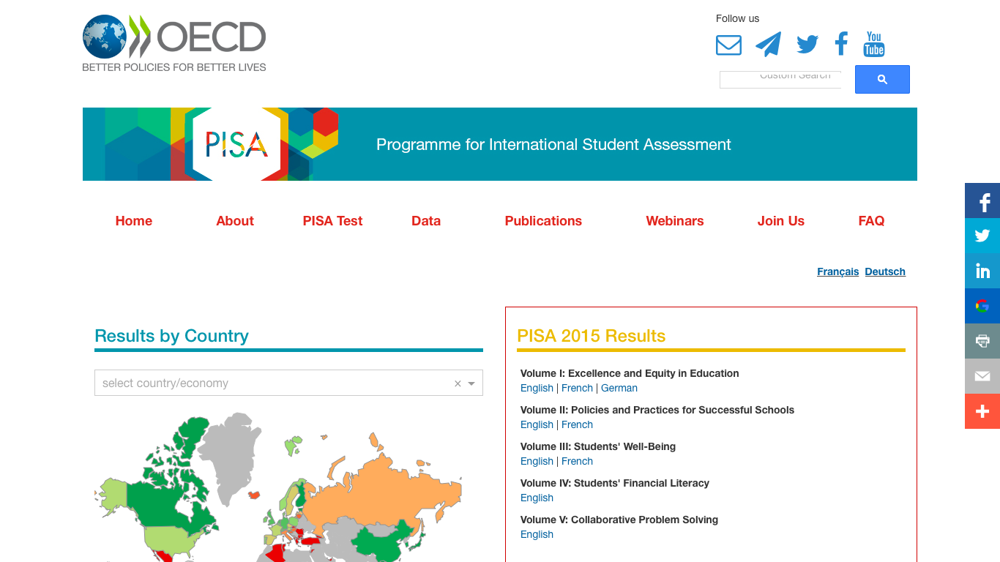 OECD
BETTER POLICIES FOR BETTER LIVES
Follow us
You
Tube
Custom Search
PISA
Programme for International Student Assessment
Home About PISA Test Data Publications Webinars Join Us FAQ
Français Deutsch
Results by Country
select country/economy
PISA 2015 Results
Volume I: Excellence and Equity in Education
English | French | German
Volume II: Policies and Practices for Successful Schools
English | French
Volume III: Students' Well-Being
English | French
Volume IV: Students' Financial Literacy
English
Volume V: Collaborative Problem Solving
English